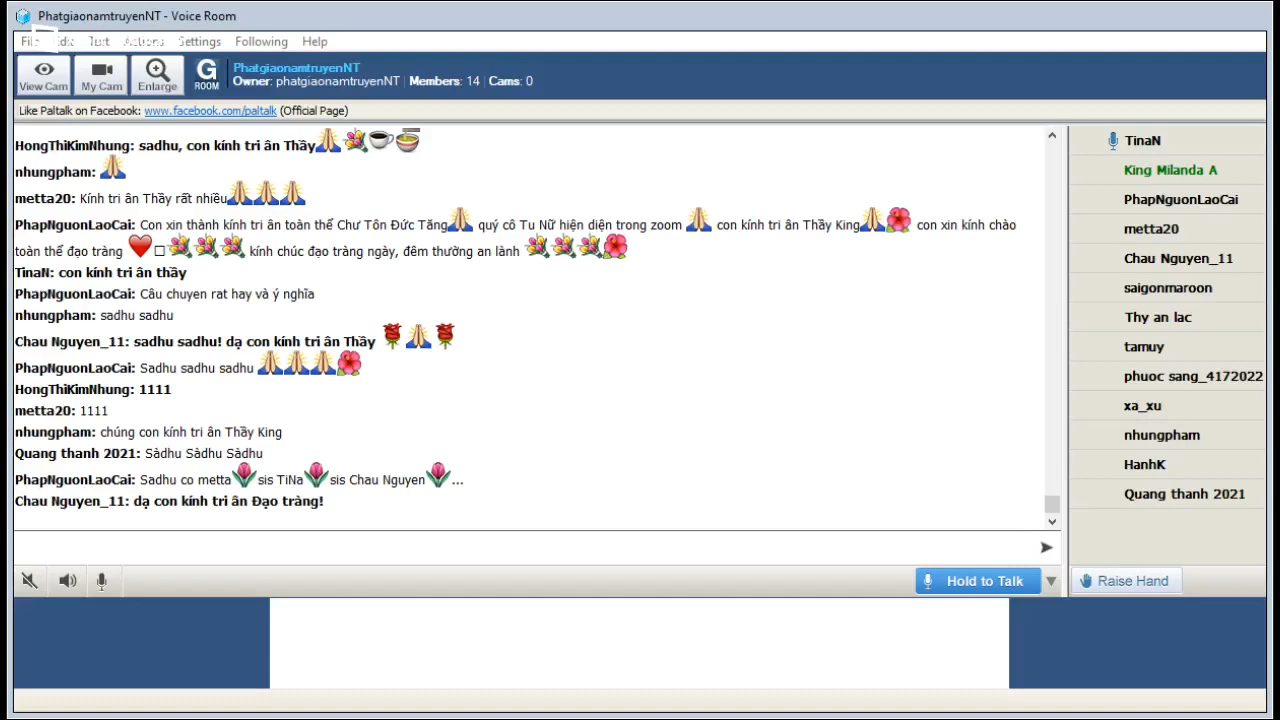 PhatgiaonamtruyenNT - Voice Room
Text Actions Settings Following Help
View Cam
My Cam
Enlarge
G
ROOM
PhatgiaonamtruyenNT
Owner: phatgiaonamtruyenNT | Members: 14 | Cams: 0
Like Paltalk on Facebook: www.facebook.com/paltalk (Official Page)
HongThiKimNhung: sadhu, con kính tri ân Thầy
nhungpham:
metta20: Kính tri ân Thầy rất nhiều
PhapNguonLaoCai: Con xin thành kính tri ân toàn thể Chư Tôn Đức Tăng quý cô Tu Nữ hiện diện trong zoom con kính tri ân Thầy King con xin kính chào
toàn thể đạo tràng kính chúc đạo tràng ngày, đêm thường an lành
TinaN: con kính tri ân thầy
PhapNguonLaoCai: Câu chuyen rat hay và ý nghĩa
nhungpham: sadhu sadhu
Chau Nguyen_11: sadhu sadhu! dạ con kính tri ân Thầy
PhapNguonLaoCai: Sadhu sadhu sadhu
HongThiKimNhung: 1111
metta20: 1111
nhungpham: chúng con kính tri ân Thầy King
Quang thanh 2021: Sàdhu Sàdhu Sàdhu
PhapNguonLaoCai: Sadhu co metta sis TiNa sis Chau Nguyen ...
Chau Nguyen_11: dạ con kính tri ân Đạo tràng!
Hold to Talk
TinaN
King Milanda A
PhapNguonLaoCai
metta20
Chau Nguyen_11
saigonmaroon
Thy an lac
tamuy
phuoc sang_4172022
xa_xu
nhungpham
HanhK
Quang thanh 2021
Raise Hand